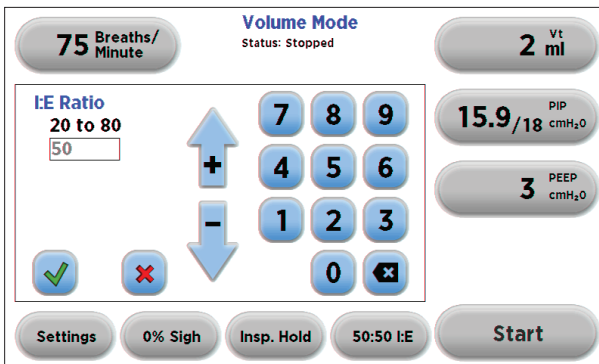 Volume Mode
Status: Stopped
75 Breaths/
Minute
2 Vt
ml
I:E Ratio
20 to 80
50
+
−
7 8 9
4 5 6
1 2 3
0
15.9/18 PIP
cmH₂O
3 PEEP
cmH₂O
Settings
0% Sigh
Insp. Hold
50:50 I:E
Start